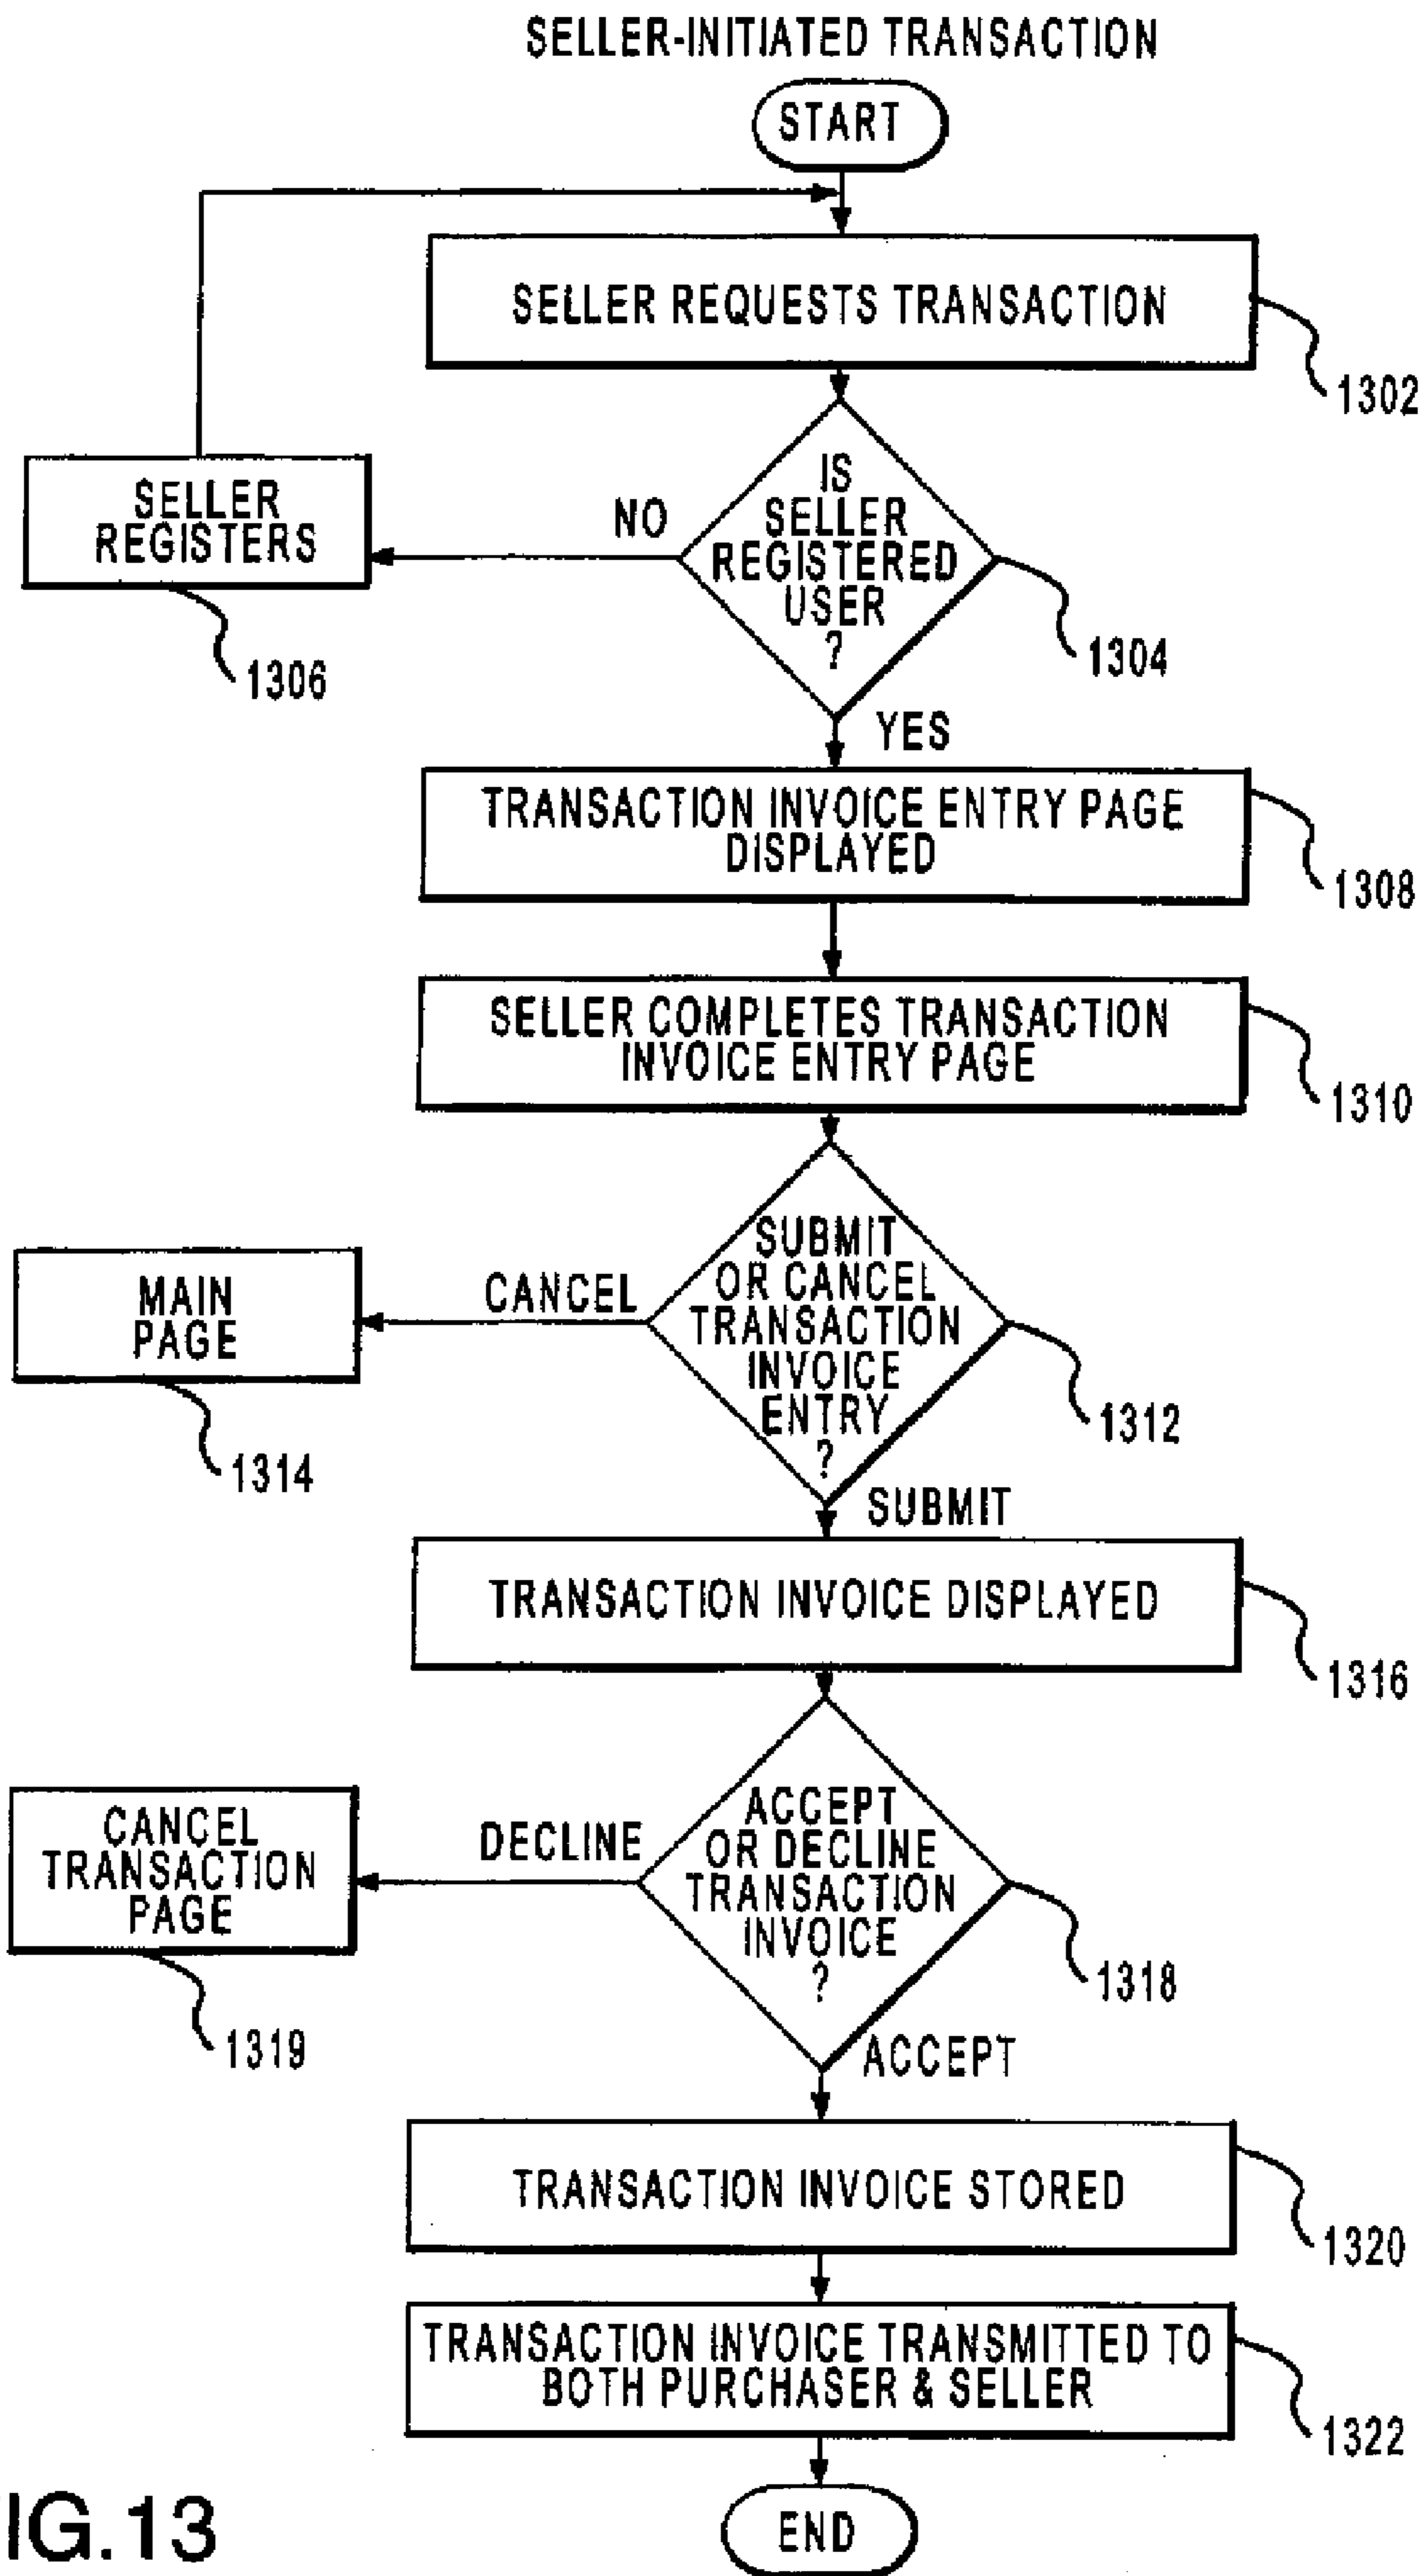 SELLER-INITIATED TRANSACTION
START
SELLER REQUESTS TRANSACTION
1302
IS
SELLER
REGISTERED
USER
?
1304
NO
SELLER
REGISTERS
1306
YES
TRANSACTION INVOICE ENTRY PAGE
DISPLAYED
1308
SELLER COMPLETES TRANSACTION
INVOICE ENTRY PAGE
1310
SUBMIT
OR CANCEL
TRANSACTION
INVOICE
ENTRY
?
1312
CANCEL
MAIN
PAGE
1314
SUBMIT
TRANSACTION INVOICE DISPLAYED
1316
ACCEPT
OR DECLINE
TRANSACTION
INVOICE
?
1318
DECLINE
CANCEL
TRANSACTION
PAGE
1319
ACCEPT
TRANSACTION INVOICE STORED
1320
TRANSACTION INVOICE TRANSMITTED TO
BOTH PURCHASER & SELLER
1322
END
IG.13